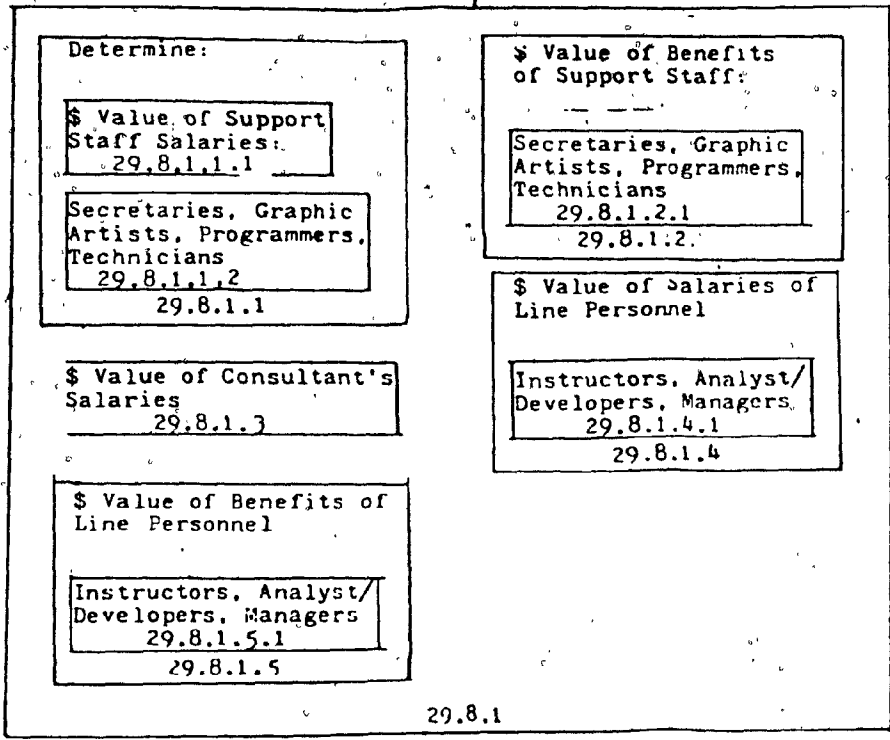 Determine:
$ Value of Support
Staff Salaries:
29.8.1.1.1
Secretaries, Graphic
Artists, Programmers,
Technicians
29.8.1.1.2
29.8.1.1
$ Value of Benefits
of Support Staff:
Secretaries, Graphic
Artists, Programmers,
Technicians
29.8.1.2.1
29.8.1.2.
$ Value of Consultant's
Salaries
29.8.1.3
$ Value of Salaries of
Line Personnel
Instructors, Analyst/
Developers, Managers
29.8.1.4.1
29.8.1.4
$ Value of Benefits of
Line Personnel
Instructors, Analyst/
Developers, Managers
29.8.1.5.1
29.8.1.5
29.8.1